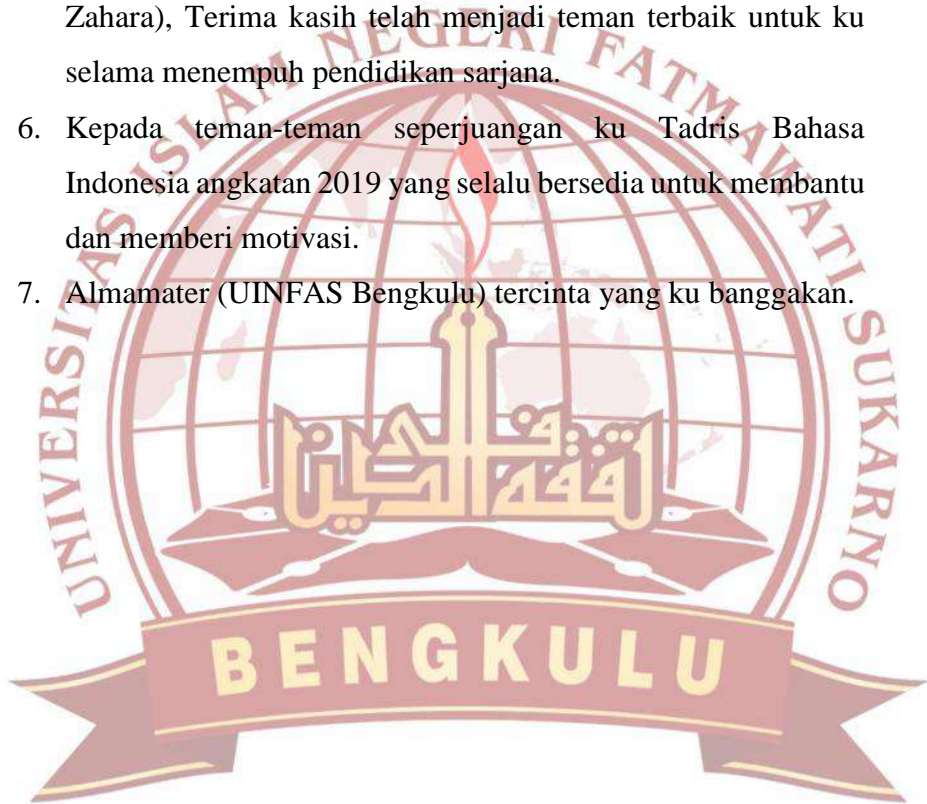 Zahara), Terima kasih telah menjadi teman terbaik untuk ku
selama menempuh pendidikan sarjana.
6. Kepada teman-teman seperjuangan ku Tadris Bahasa
Indonesia angkatan 2019 yang selalu bersedia untuk membantu
dan memberi motivasi.
7. Almamater (UINFAS Bengkulu) tercinta yang ku banggakan.
UNIVERSITAS ISLAM NEGERI FATMAWATI SUKARNO
BENGKULU